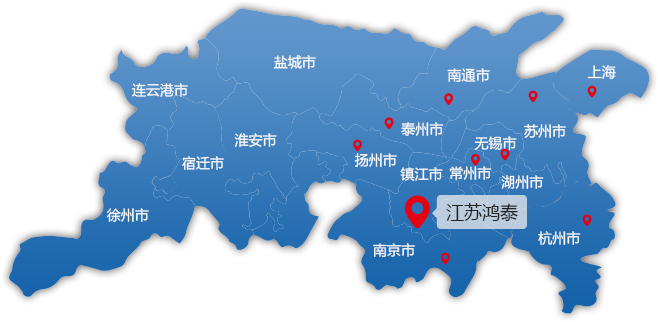 盐城市
南通市
上海
连云港市
泰州市
苏州市
淮安市
无锡市
扬州市
宿迁市
镇江市
常州市
湖州市
徐州市
江苏鸿泰
杭州市
南京市